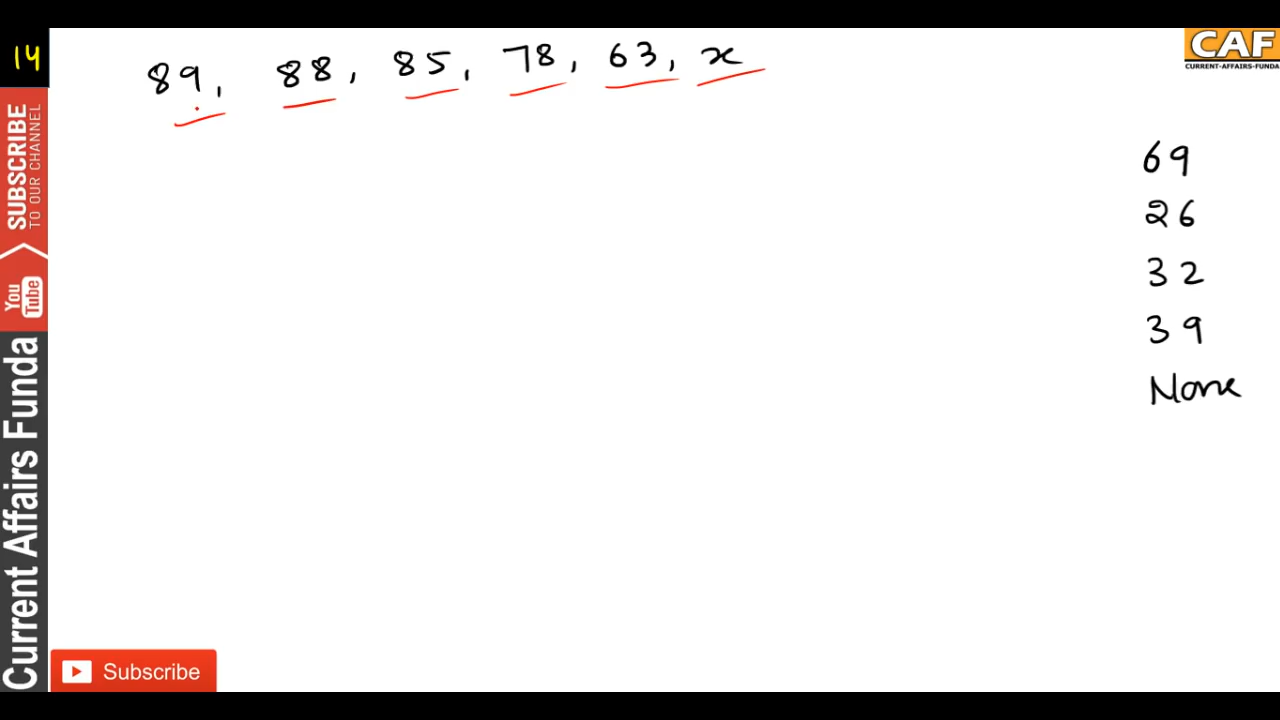 14
89, 88, 85, 78, 63, x
CAF
CURRENT-AFFAIRS-FUNDA
69
26
32
39
None
SUBSCRIBE
TO OUR CHANNEL
You Tube
Current Affairs Funda
Subscribe